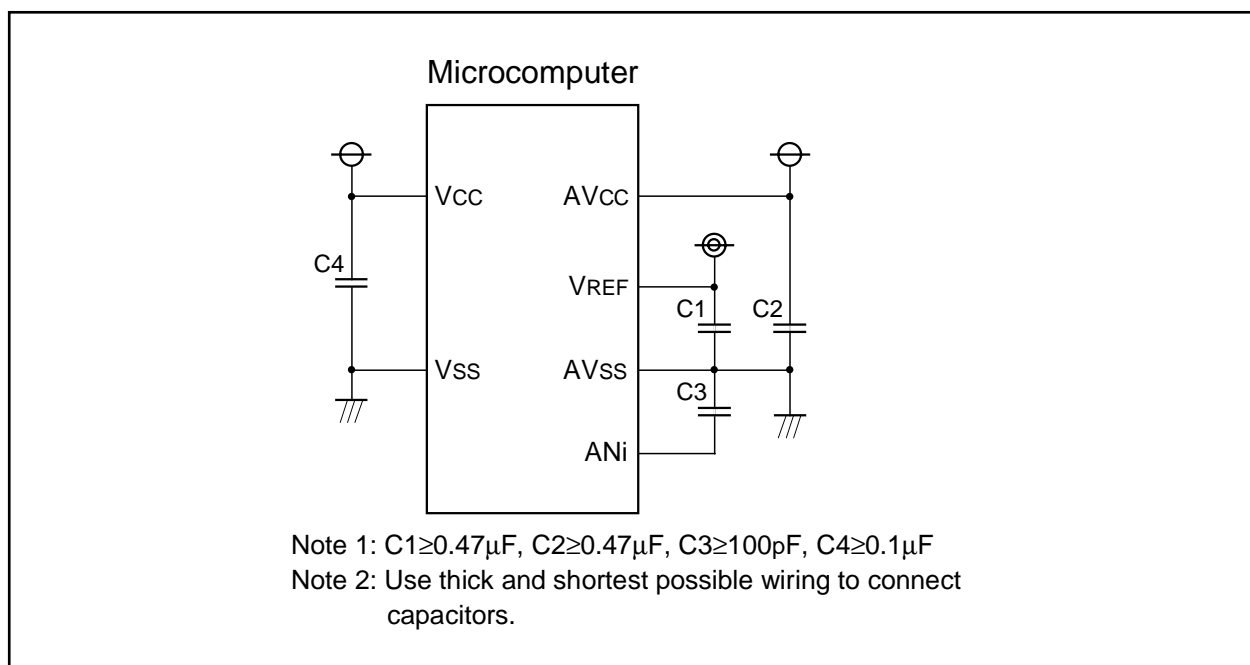 Microcomputer
VCC
AVCC
C4
VREF
C1
C2
VSS
AVSS
C3
ANi
Note 1: C1≥0.47μF, C2≥0.47μF, C3≥100pF, C4≥0.1μF
Note 2: Use thick and shortest possible wiring to connect
capacitors.